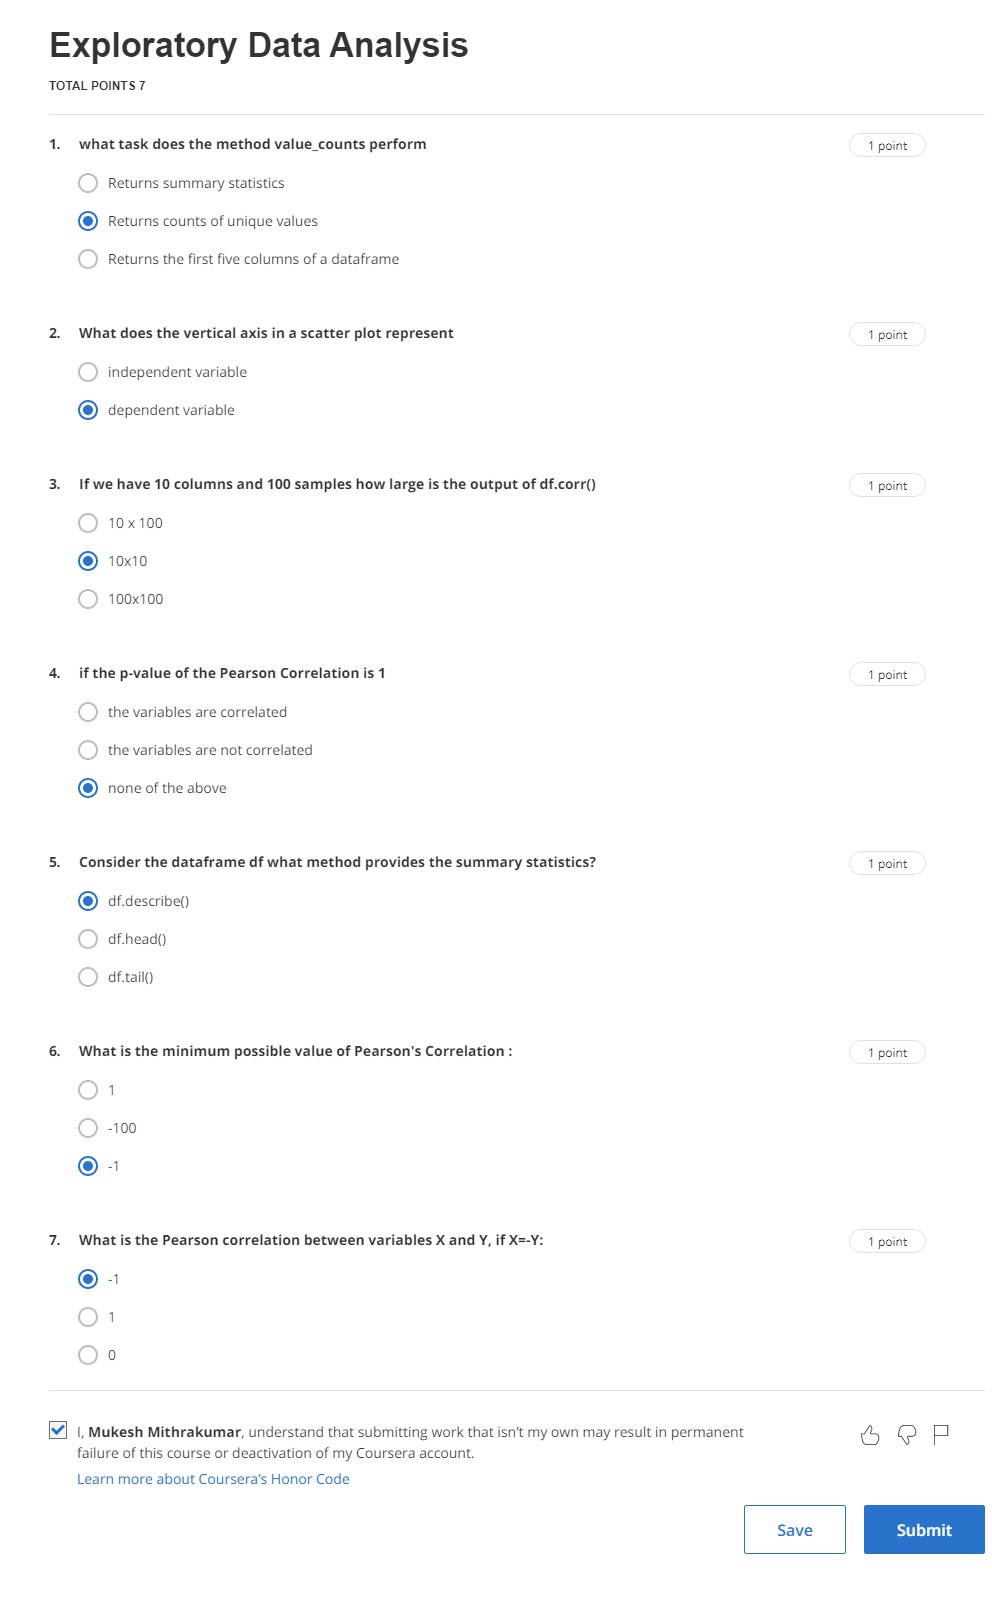 Exploratory Data Analysis
TOTAL POINTS 7
1. what task does the method value_counts perform
1 point
Returns summary statistics
Returns counts of unique values
Returns the first five columns of a dataframe
2. What does the vertical axis in a scatter plot represent
1 point
independent variable
dependent variable
3. If we have 10 columns and 100 samples how large is the output of df.corr()
1 point
10 x 100
10x10
100x100
4. if the p-value of the Pearson Correlation is 1
1 point
the variables are correlated
the variables are not correlated
none of the above
5. Consider the dataframe df what method provides the summary statistics?
1 point
df.describe()
df.head()
df.tail()
6. What is the minimum possible value of Pearson's Correlation :
1 point
1
-100
-1
7. What is the Pearson correlation between variables X and Y, if X=-Y:
1 point
-1
1
0
I, Mukesh Mithrakumar, understand that submitting work that isn't my own may result in permanent
failure of this course or deactivation of my Coursera account.
Learn more about Coursera's Honor Code
Save
Submit